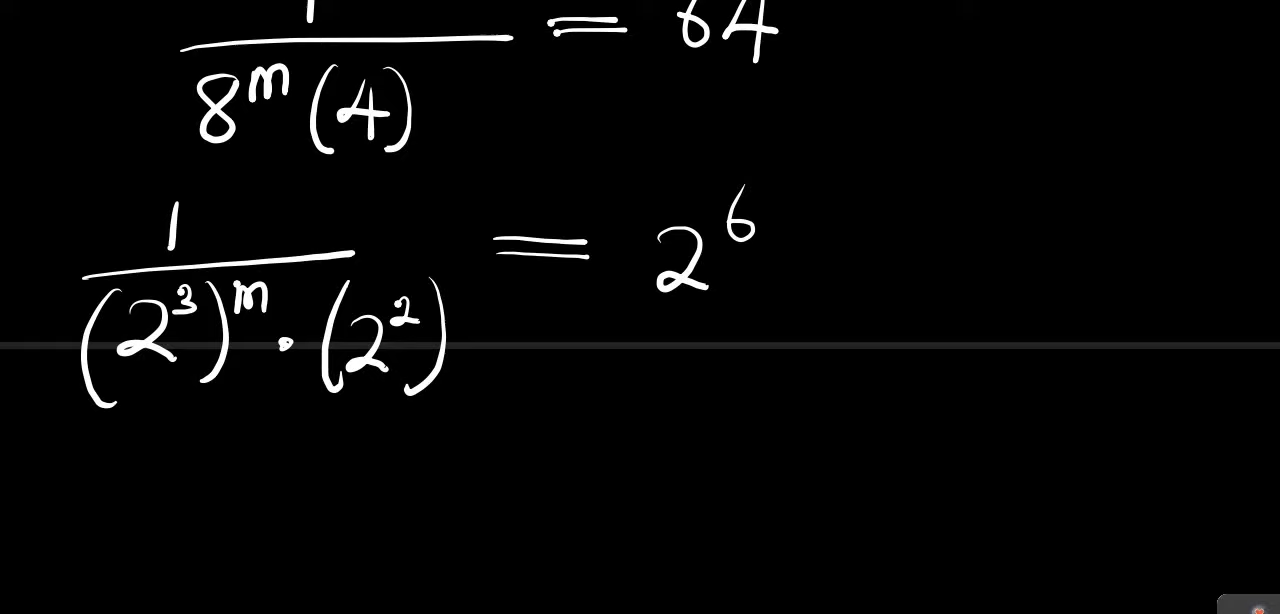 1/(8^m (4)) = 64
1/((2^3)^m · (2^2)) = 2^6